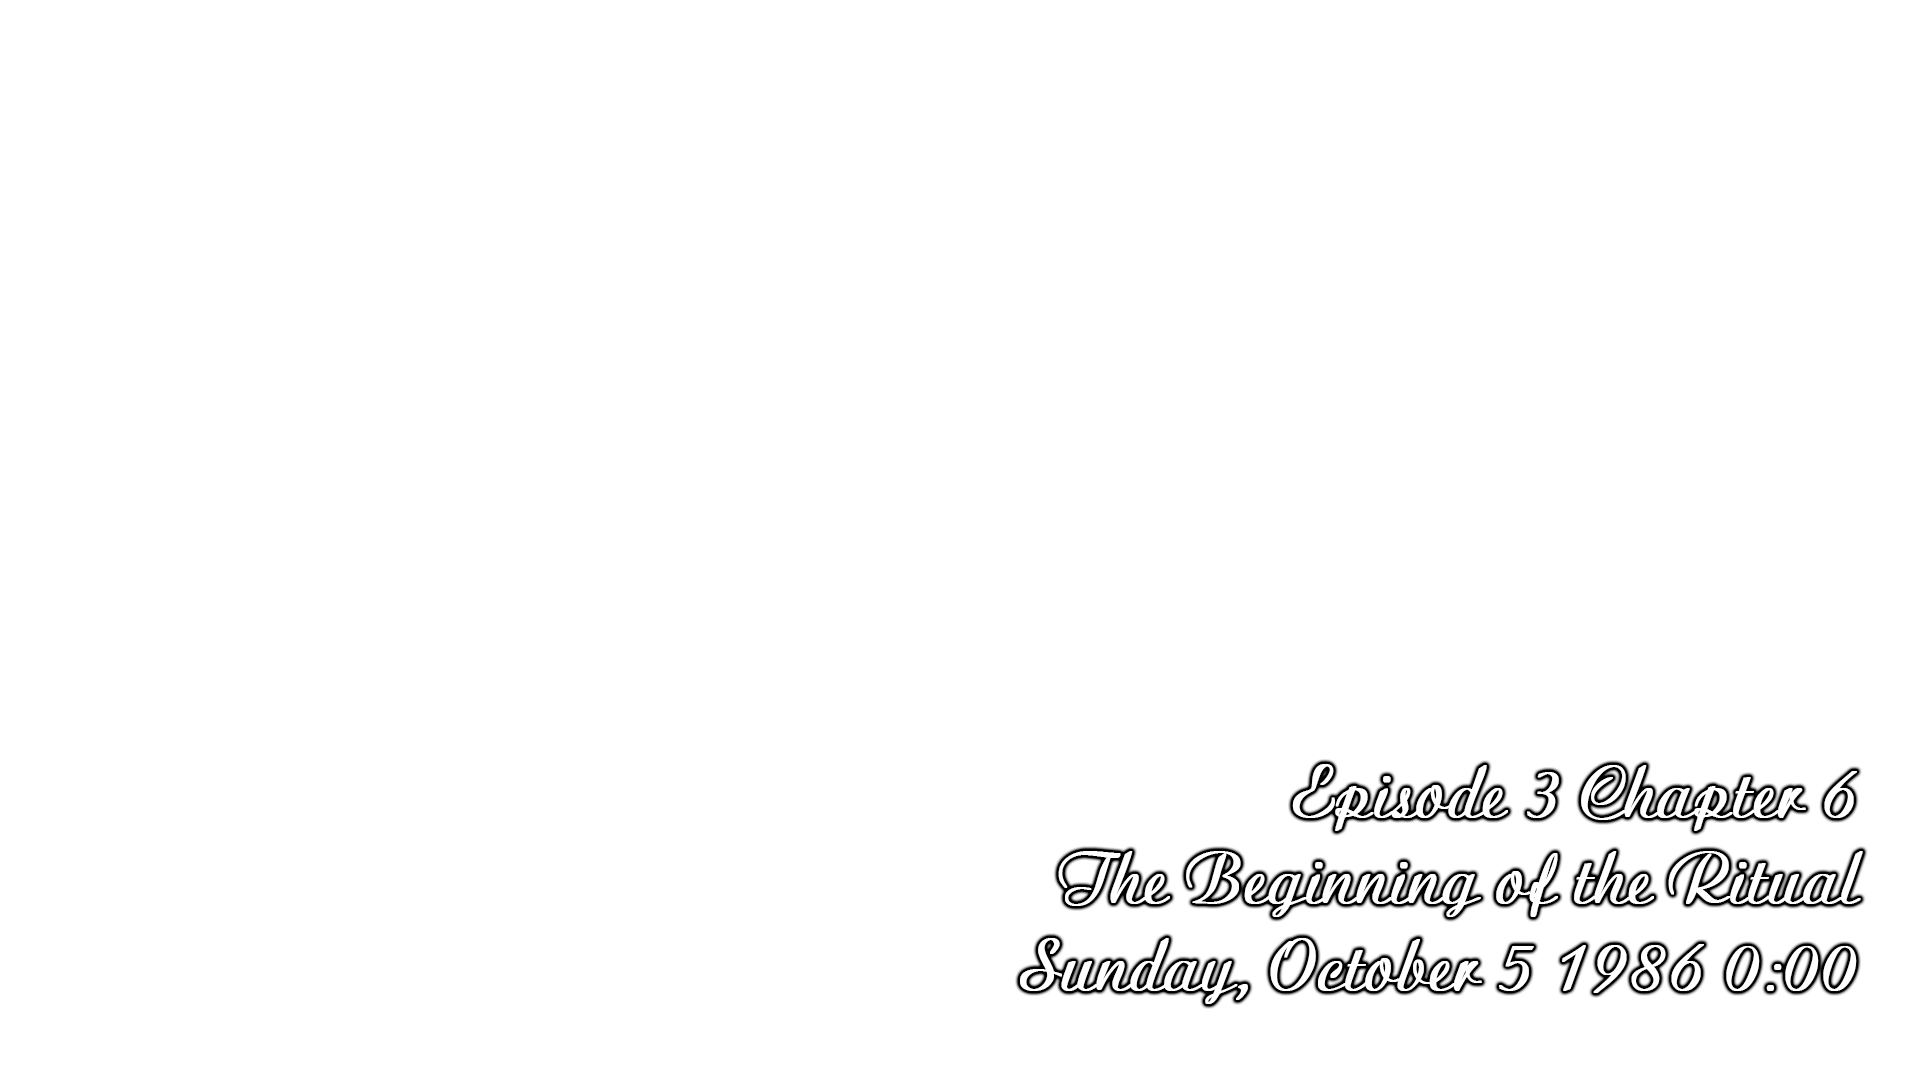 Episode 3 Chapter 6
The Beginning of the Ritual
Sunday, October 5 1986 0:00